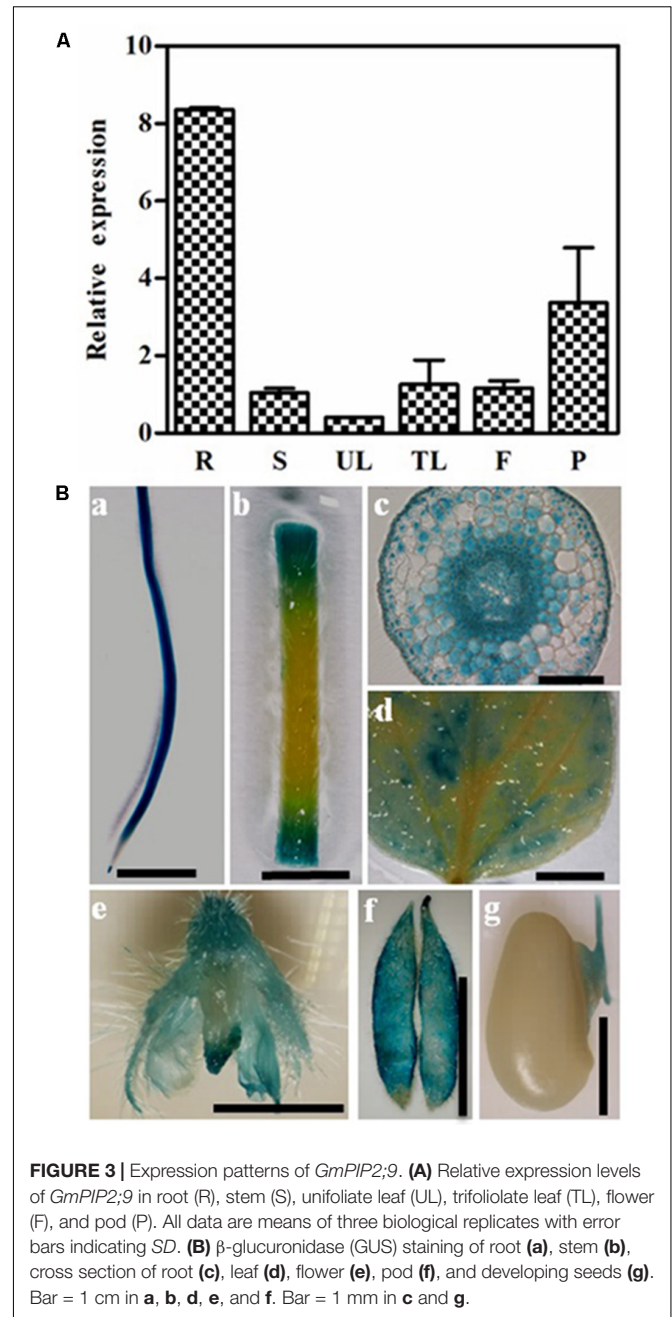 A
10
8
6
4
2
0
Relative expression
R S UL TL F P
B
a
b
c
d
e
f
g
FIGURE 3 | Expression patterns of GmPIP2;9. (A) Relative expression levels
of GmPIP2;9 in root (R), stem (S), unifoliate leaf (UL), trifoliolate leaf (TL), flower
(F), and pod (P). All data are means of three biological replicates with error
bars indicating SD. (B) β-glucuronidase (GUS) staining of root (a), stem (b),
cross section of root (c), leaf (d), flower (e), pod (f), and developing seeds (g).
Bar = 1 cm in a, b, d, e, and f. Bar = 1 mm in c and g.